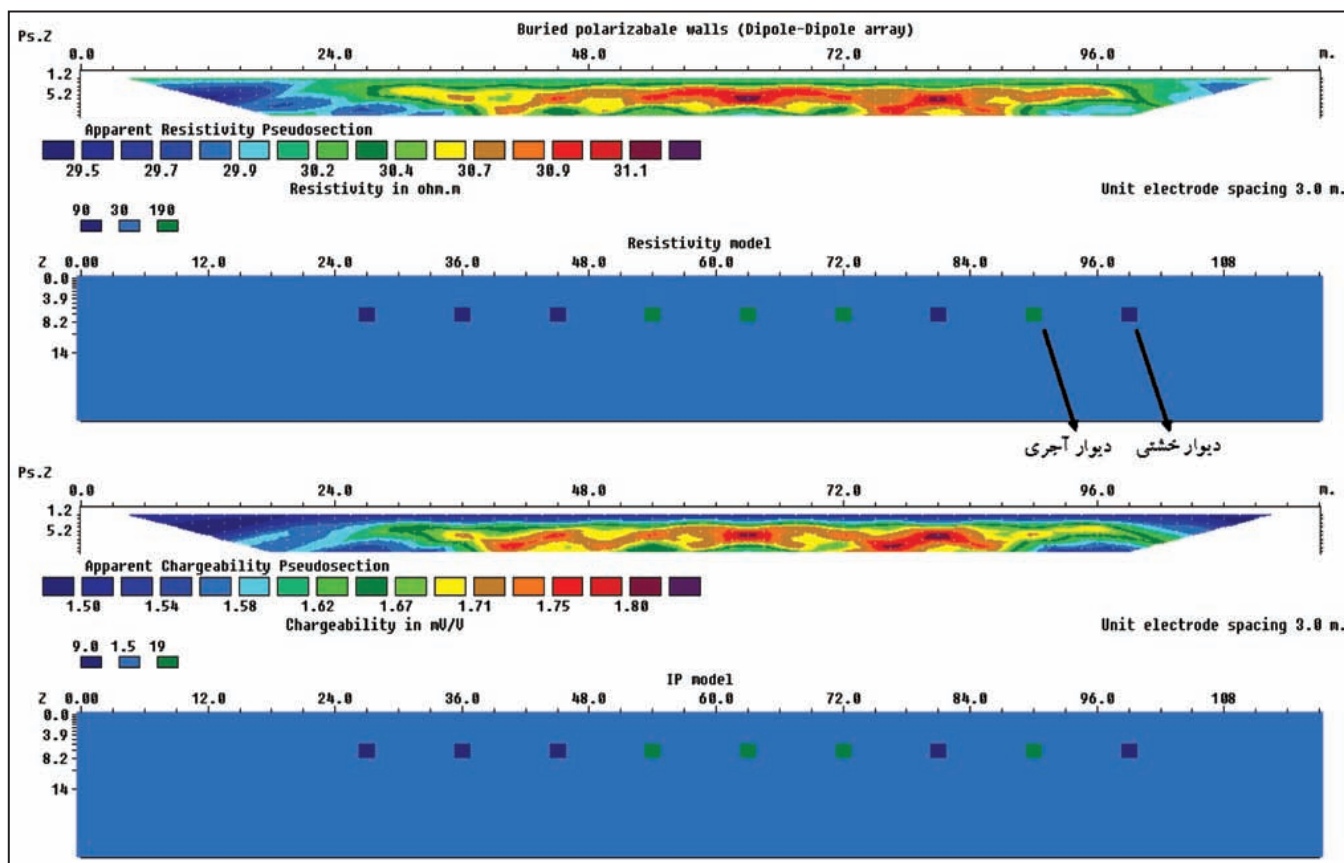 Buried polarizabale walls (Dipole-Dipole array)
Ps.Z 0.0 24.0 48.0 72.0 96.0 m.
1.2
5.2
Apparent Resistivity Pseudosection
29.5 29.7 29.9 30.2 30.4 30.7 30.9 31.1
Resistivity in ohm.m
Unit electrode spacing 3.0 m.
90 30 190
Resistivity model
Z 0.00 12.0 24.0 36.0 48.0 60.0 72.0 84.0 96.0 108
0.0
3.9
8.2
14
دیوار خشتی
دیوار آجری
Ps.Z 0.0 24.0 48.0 72.0 96.0 m.
1.2
5.2
Apparent Chargeability Pseudosection
1.50 1.54 1.58 1.62 1.67 1.71 1.75 1.80
Chargeability in mV/V
Unit electrode spacing 3.0 m.
9.0 1.5 19
IP model
Z 0.00 12.0 24.0 36.0 48.0 60.0 72.0 84.0 96.0 108
0.0
3.9
8.2
14